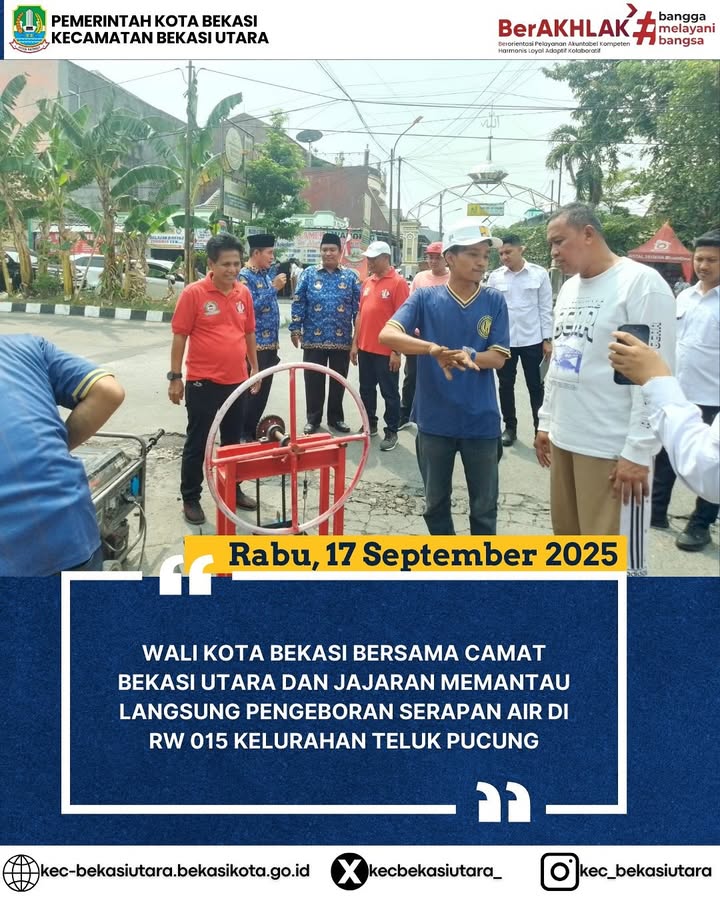 PEMERINTAH KOTA BEKASI
KECAMATAN BEKASI UTARA
BerAKHLAK
Berorientasi Pelayanan Akuntabel Kompeten
Harmonis Loyal Adaptif Kolaboratif
#
bangga
melayani
bangsa
Rabu, 17 September 2025
WALI KOTA BEKASI BERSAMA CAMAT
BEKASI UTARA DAN JAJARAN MEMANTAU
LANGSUNG PENGEBORAN SERAPAN AIR DI
RW 015 KELURAHAN TELUK PUCUNG
kec-bekasiutara.bekasikota.go.id
kecbekasiutara_
kec_bekasiutara